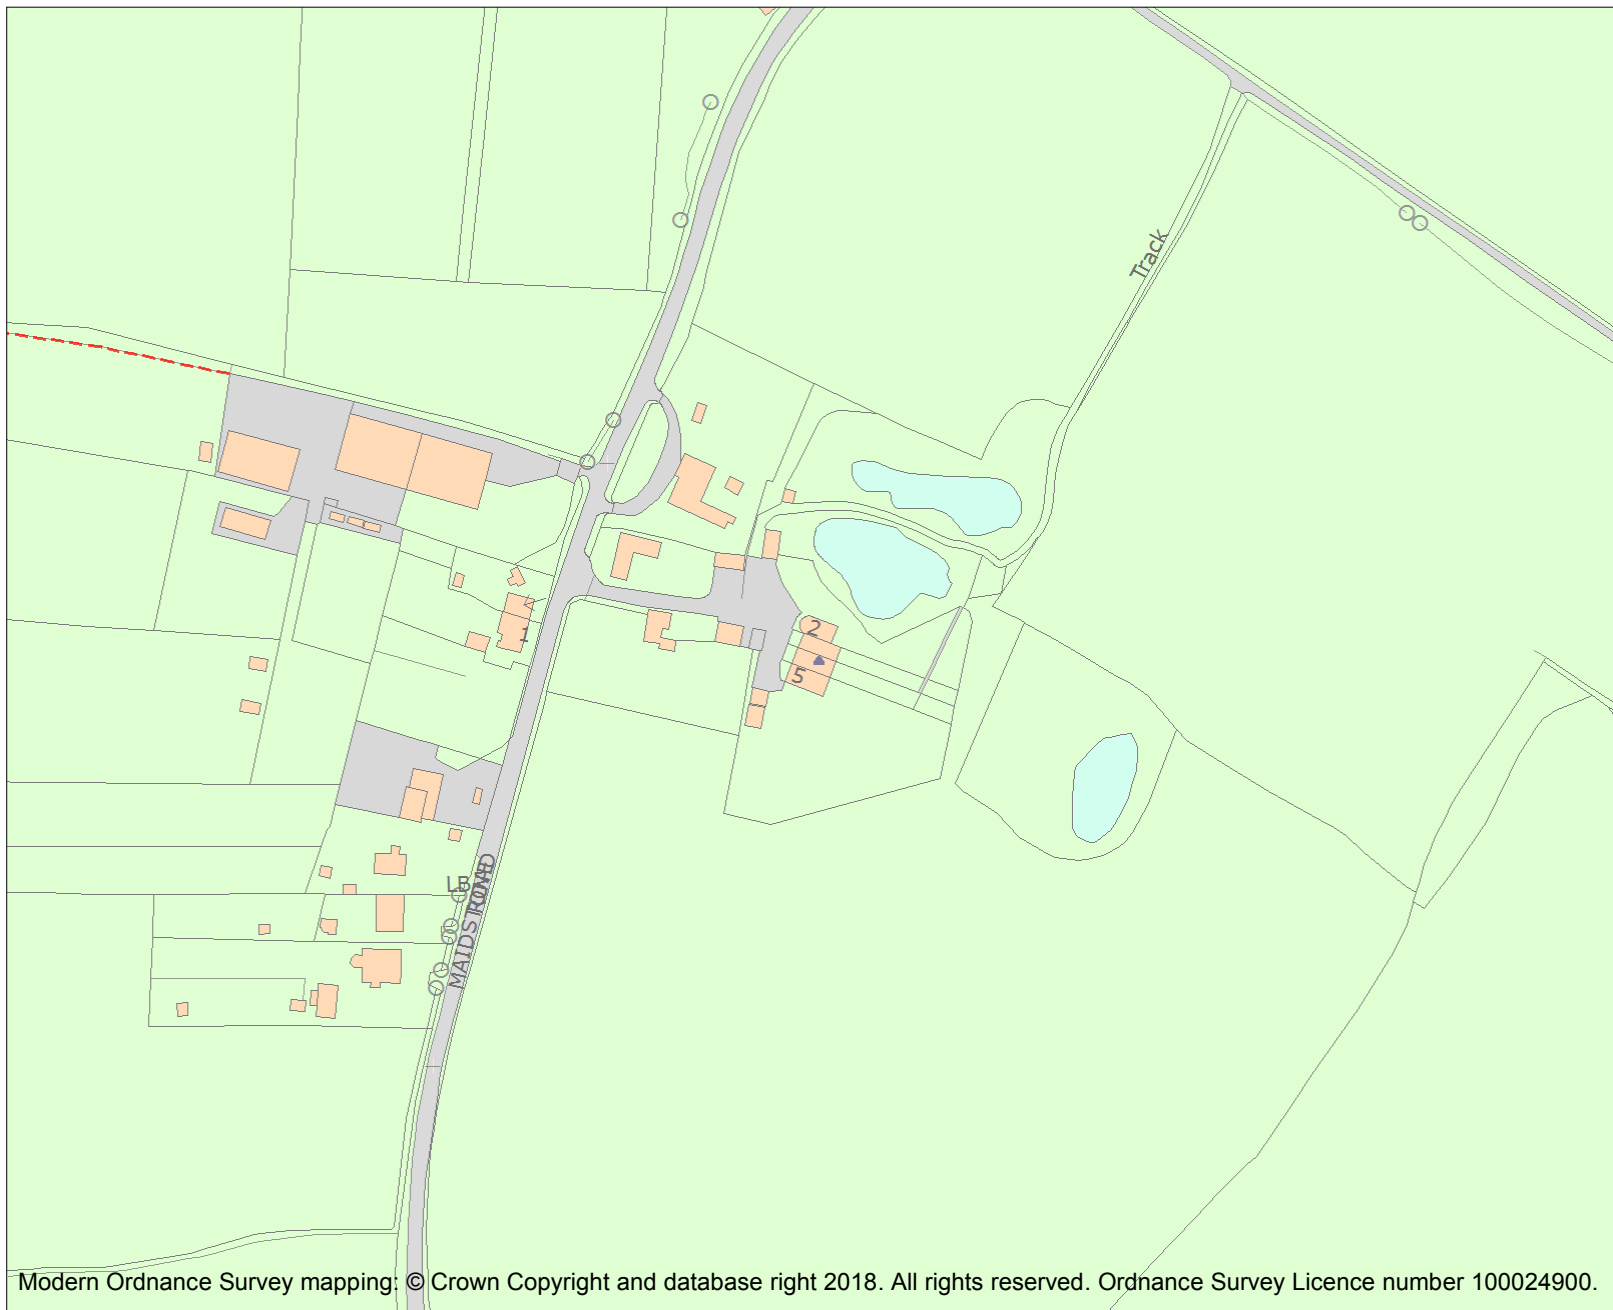 Track
2
1
5
LB
MAIDSTONE ROAD
Modern Ordnance Survey mapping: © Crown Copyright and database right 2018. All rights reserved. Ordnance Survey Licence number 100024900.